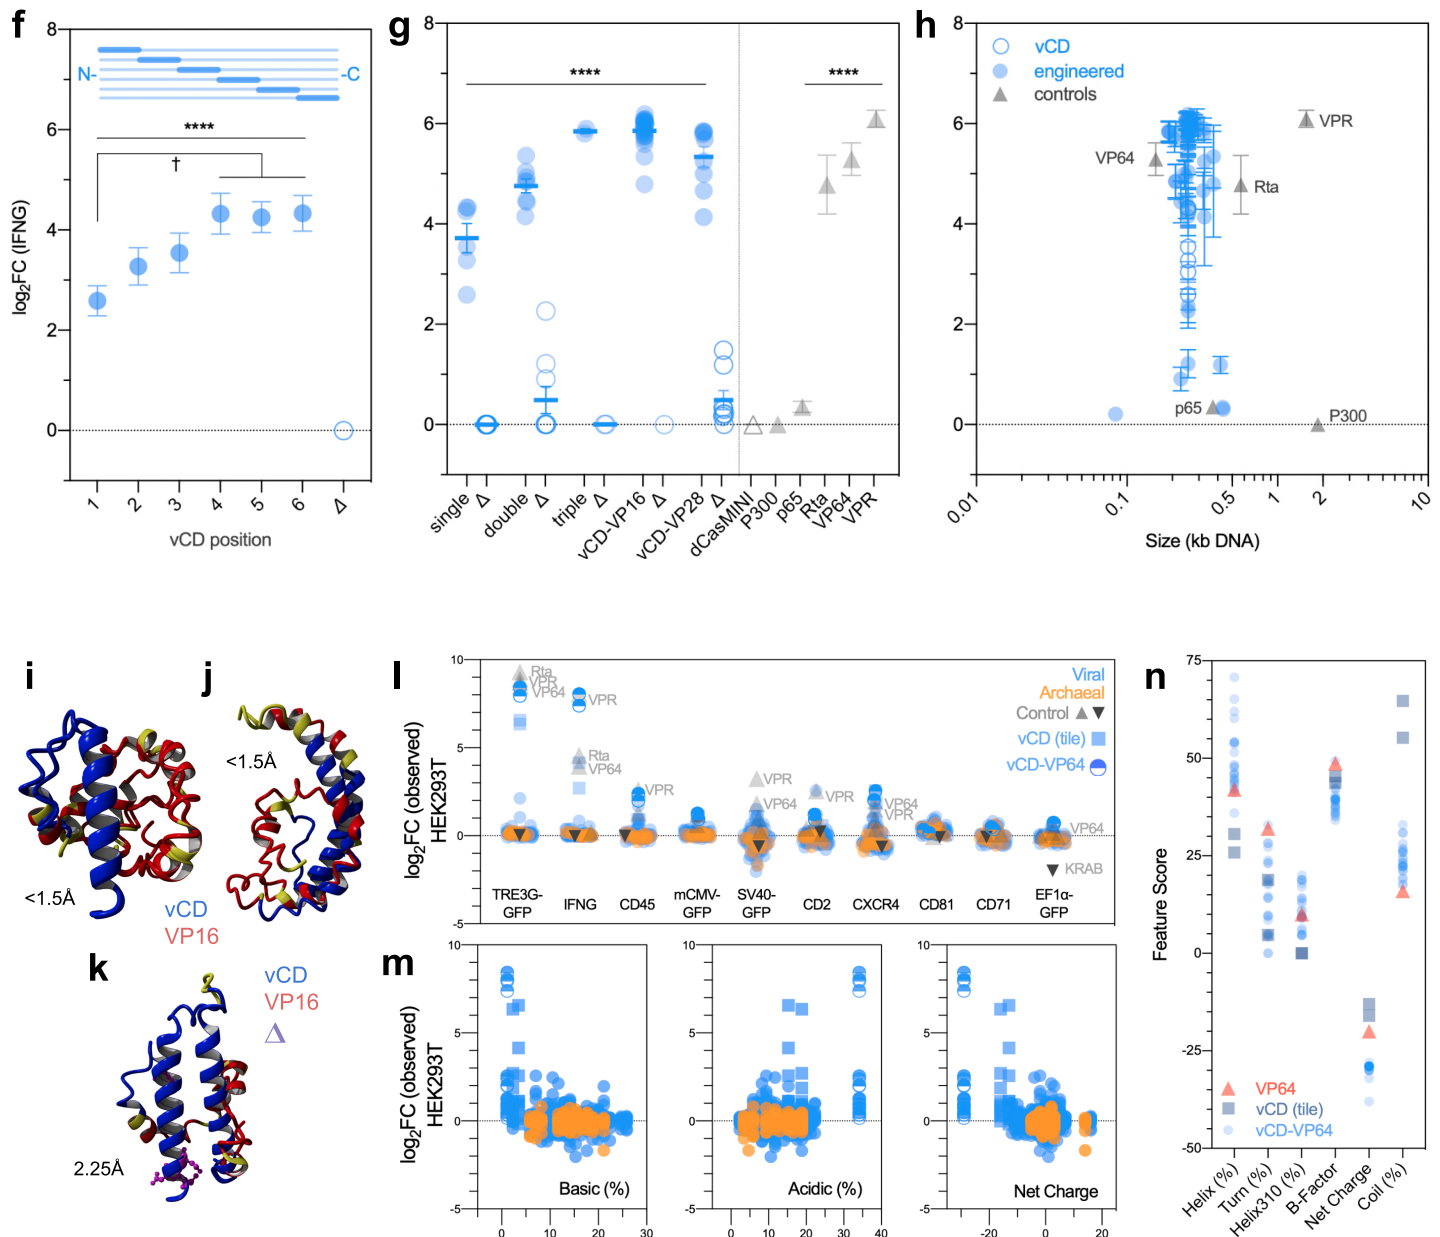 f
8
6
4
2
0
log2FC (IFNG)
N-
-C
****
†
1
2
3
4
5
6
Δ
vCD position
g
8
6
4
2
0
****
****
single
Δ
double
Δ
triple
Δ
vCD-VP16
Δ
vCD-VP28
Δ
dCasMINI
P300
p65
Rta
VP64
VPR
h
8
6
4
2
0
vCD
engineered
controls
VP64
VPR
Rta
p65
P300
0.01
0.1
0.5
1
2
10
Size (kb DNA)
i
<1.5Å
vCD
VP16
j
<1.5Å
k
vCD
VP16
Δ
2.25Å
l
10
5
0
-5
log2FC (observed)
HEK293T
Viral
Archaeal
Control
vCD (tile)
vCD-VP64
Rta
VPR
VP64
VPR
Rta
VP64
VPR
VPR
VP64
VPR
VP64
VPR
VP64
KRAB
TRE3G-
GFP
IFNG
CD45
mCMV-
GFP
SV40-
GFP
CD2
CXCR4
CD81
CD71
EF1α-
GFP
m
10
5
0
-5
log2FC (observed)
HEK293T
Basic (%)
0
10
20
30
10
5
0
-5
Acidic (%)
0
10
20
30
40
10
5
0
-5
Net Charge
-20
0
20
n
75
50
25
0
-25
-50
Feature Score
VP64
vCD (tile)
vCD-VP64
Helix (%)
Turn (%)
Helix310 (%)
B-Factor
Net Charge
Coil (%)